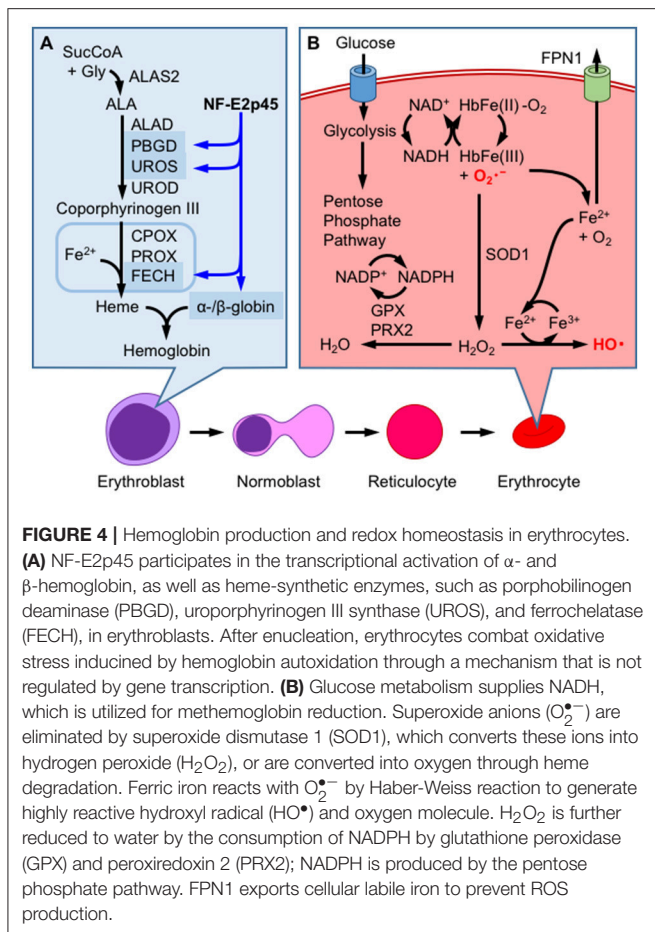 A
SucCoA
+ Gly
ALAS2
ALA
NF-E2p45
ALAD
PBGD
UROS
UROD
Coporphyrinogen III
CPOX
Fe²⁺
PROX
FECH
Heme
α-/β-globin
Hemoglobin
B
Glucose
FPN1
NAD⁺
HbFe(II)-O₂
Glycolysis
NADH
HbFe(III)
+ O₂·⁻
Pentose
Phosphate
Pathway
Fe²⁺
+ O₂
SOD1
NADP⁺
NADPH
GPX
PRX2
Fe²⁺
Fe³⁺
H₂O
H₂O₂
HO·
Erythroblast
Normoblast
Reticulocyte
Erythrocyte
FIGURE 4 | Hemoglobin production and redox homeostasis in erythrocytes.
(A) NF-E2p45 participates in the transcriptional activation of α- and
β-hemoglobin, as well as heme-synthetic enzymes, such as porphobilinogen
deaminase (PBGD), uroporphyrinogen III synthase (UROS), and ferrochelatase
(FECH), in erythroblasts. After enucleation, erythrocytes combat oxidative
stress inducined by hemoglobin autoxidation through a mechanism that is not
regulated by gene transcription. (B) Glucose metabolism supplies NADH,
which is utilized for methemoglobin reduction. Superoxide anions (O₂•⁻) are
eliminated by superoxide dismutase 1 (SOD1), which converts these ions into
hydrogen peroxide (H₂O₂), or are converted into oxygen through heme
degradation. Ferric iron reacts with O₂•⁻ by Haber-Weiss reaction to generate
highly reactive hydroxyl radical (HO•) and oxygen molecule. H₂O₂ is further
reduced to water by the consumption of NADPH by glutathione peroxidase
(GPX) and peroxiredoxin 2 (PRX2); NADPH is produced by the pentose
phosphate pathway. FPN1 exports cellular labile iron to prevent ROS
production.